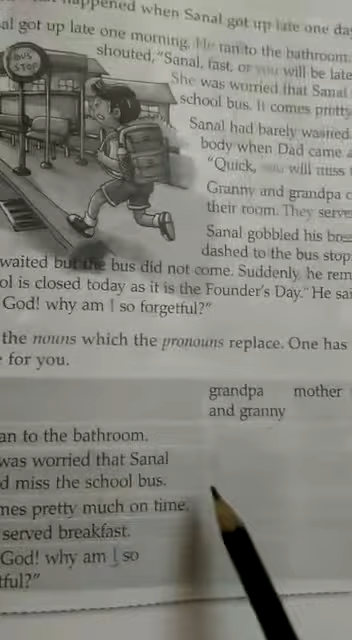 happened when Sanal got up late one da
al got up late one morning. He ran to the bathroom.
shouted, "Sanal, fast, or you will be late
She was worried that Sanal
school bus. It comes pretty
BUS
STOP
Sanal had barely washed
body when Dad came a
"Quick, you will miss
Granny and grandpa c
their room. They serve
Sanal gobbled his
dashed to the bus stop
waited but the bus did not come. Suddenly, he rem
ol is closed today as it is the Founder's Day." He sai
God! why am I so forgetful?"
the nouns which the pronouns replace. One has
for you.
grandpa mother
and granny
an to the bathroom.
was worried that Sanal
d miss the school bus.
mes pretty much on time.
served breakfast.
God! why am I so
tful?"